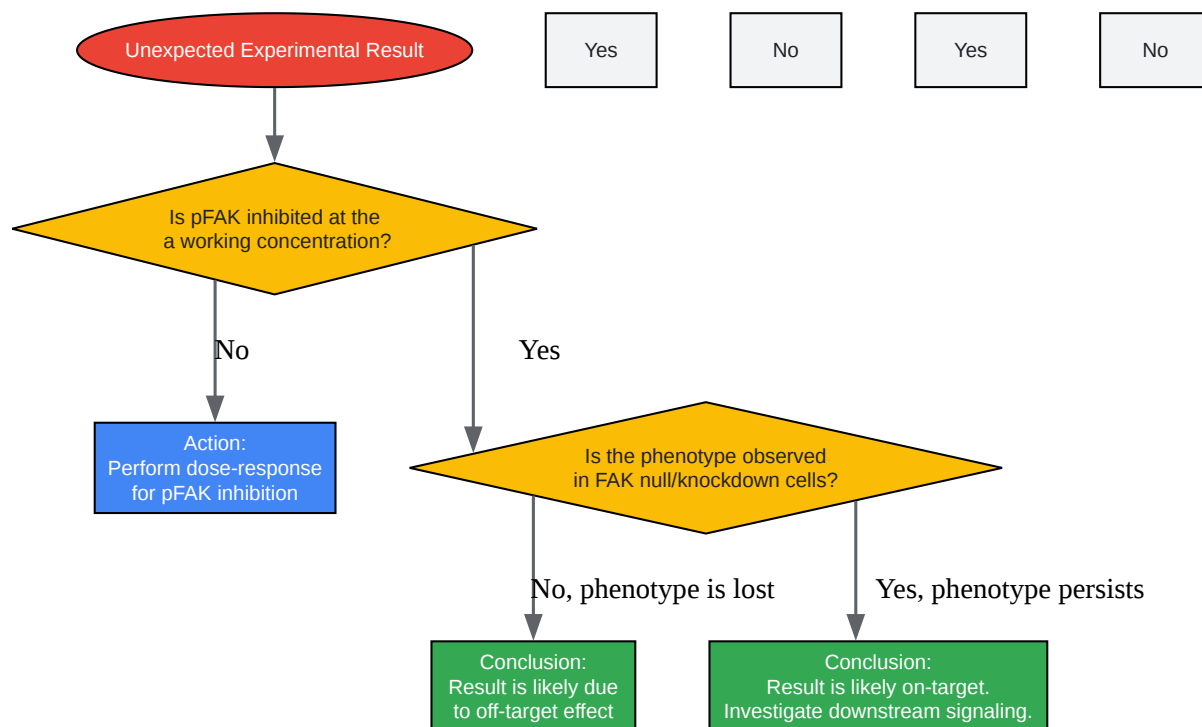 Unexpected Experimental Result
Yes
No
Yes
No
Is pFAK inhibited at the
a working concentration?
No
Yes
Action:
Perform dose-response
for pFAK inhibition
Is the phenotype observed
in FAK null/knockdown cells?
No, phenotype is lost
Yes, phenotype persists
Conclusion:
Result is likely due
to off-target effect
Conclusion:
Result is likely on-target.
Investigate downstream signaling.